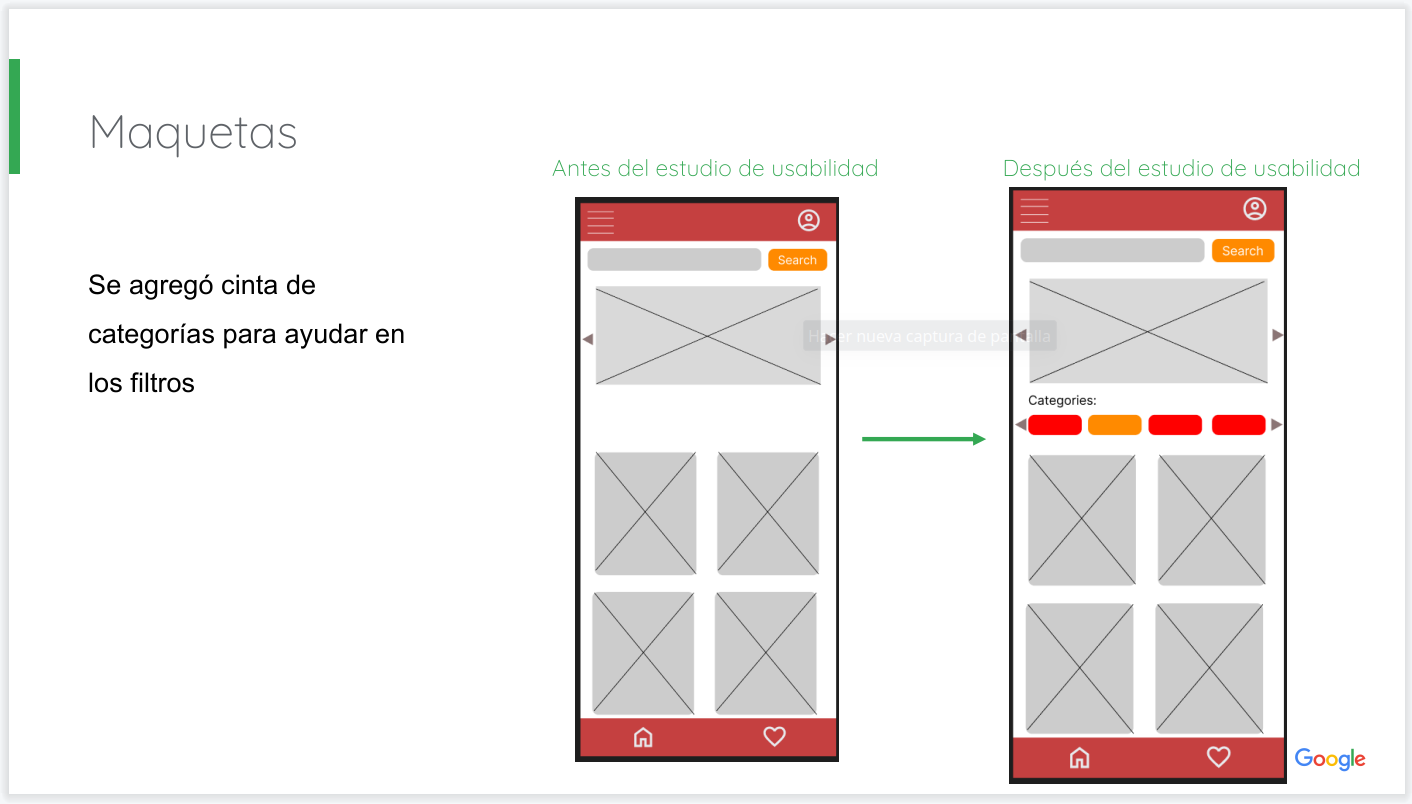 Maquetas
Se agregó cinta de
categorías para ayudar en
los filtros
Antes del estudio de usabilidad
Search
Hacer nueva captura de pantalla
Después del estudio de usabilidad
Search
Categories:
Google